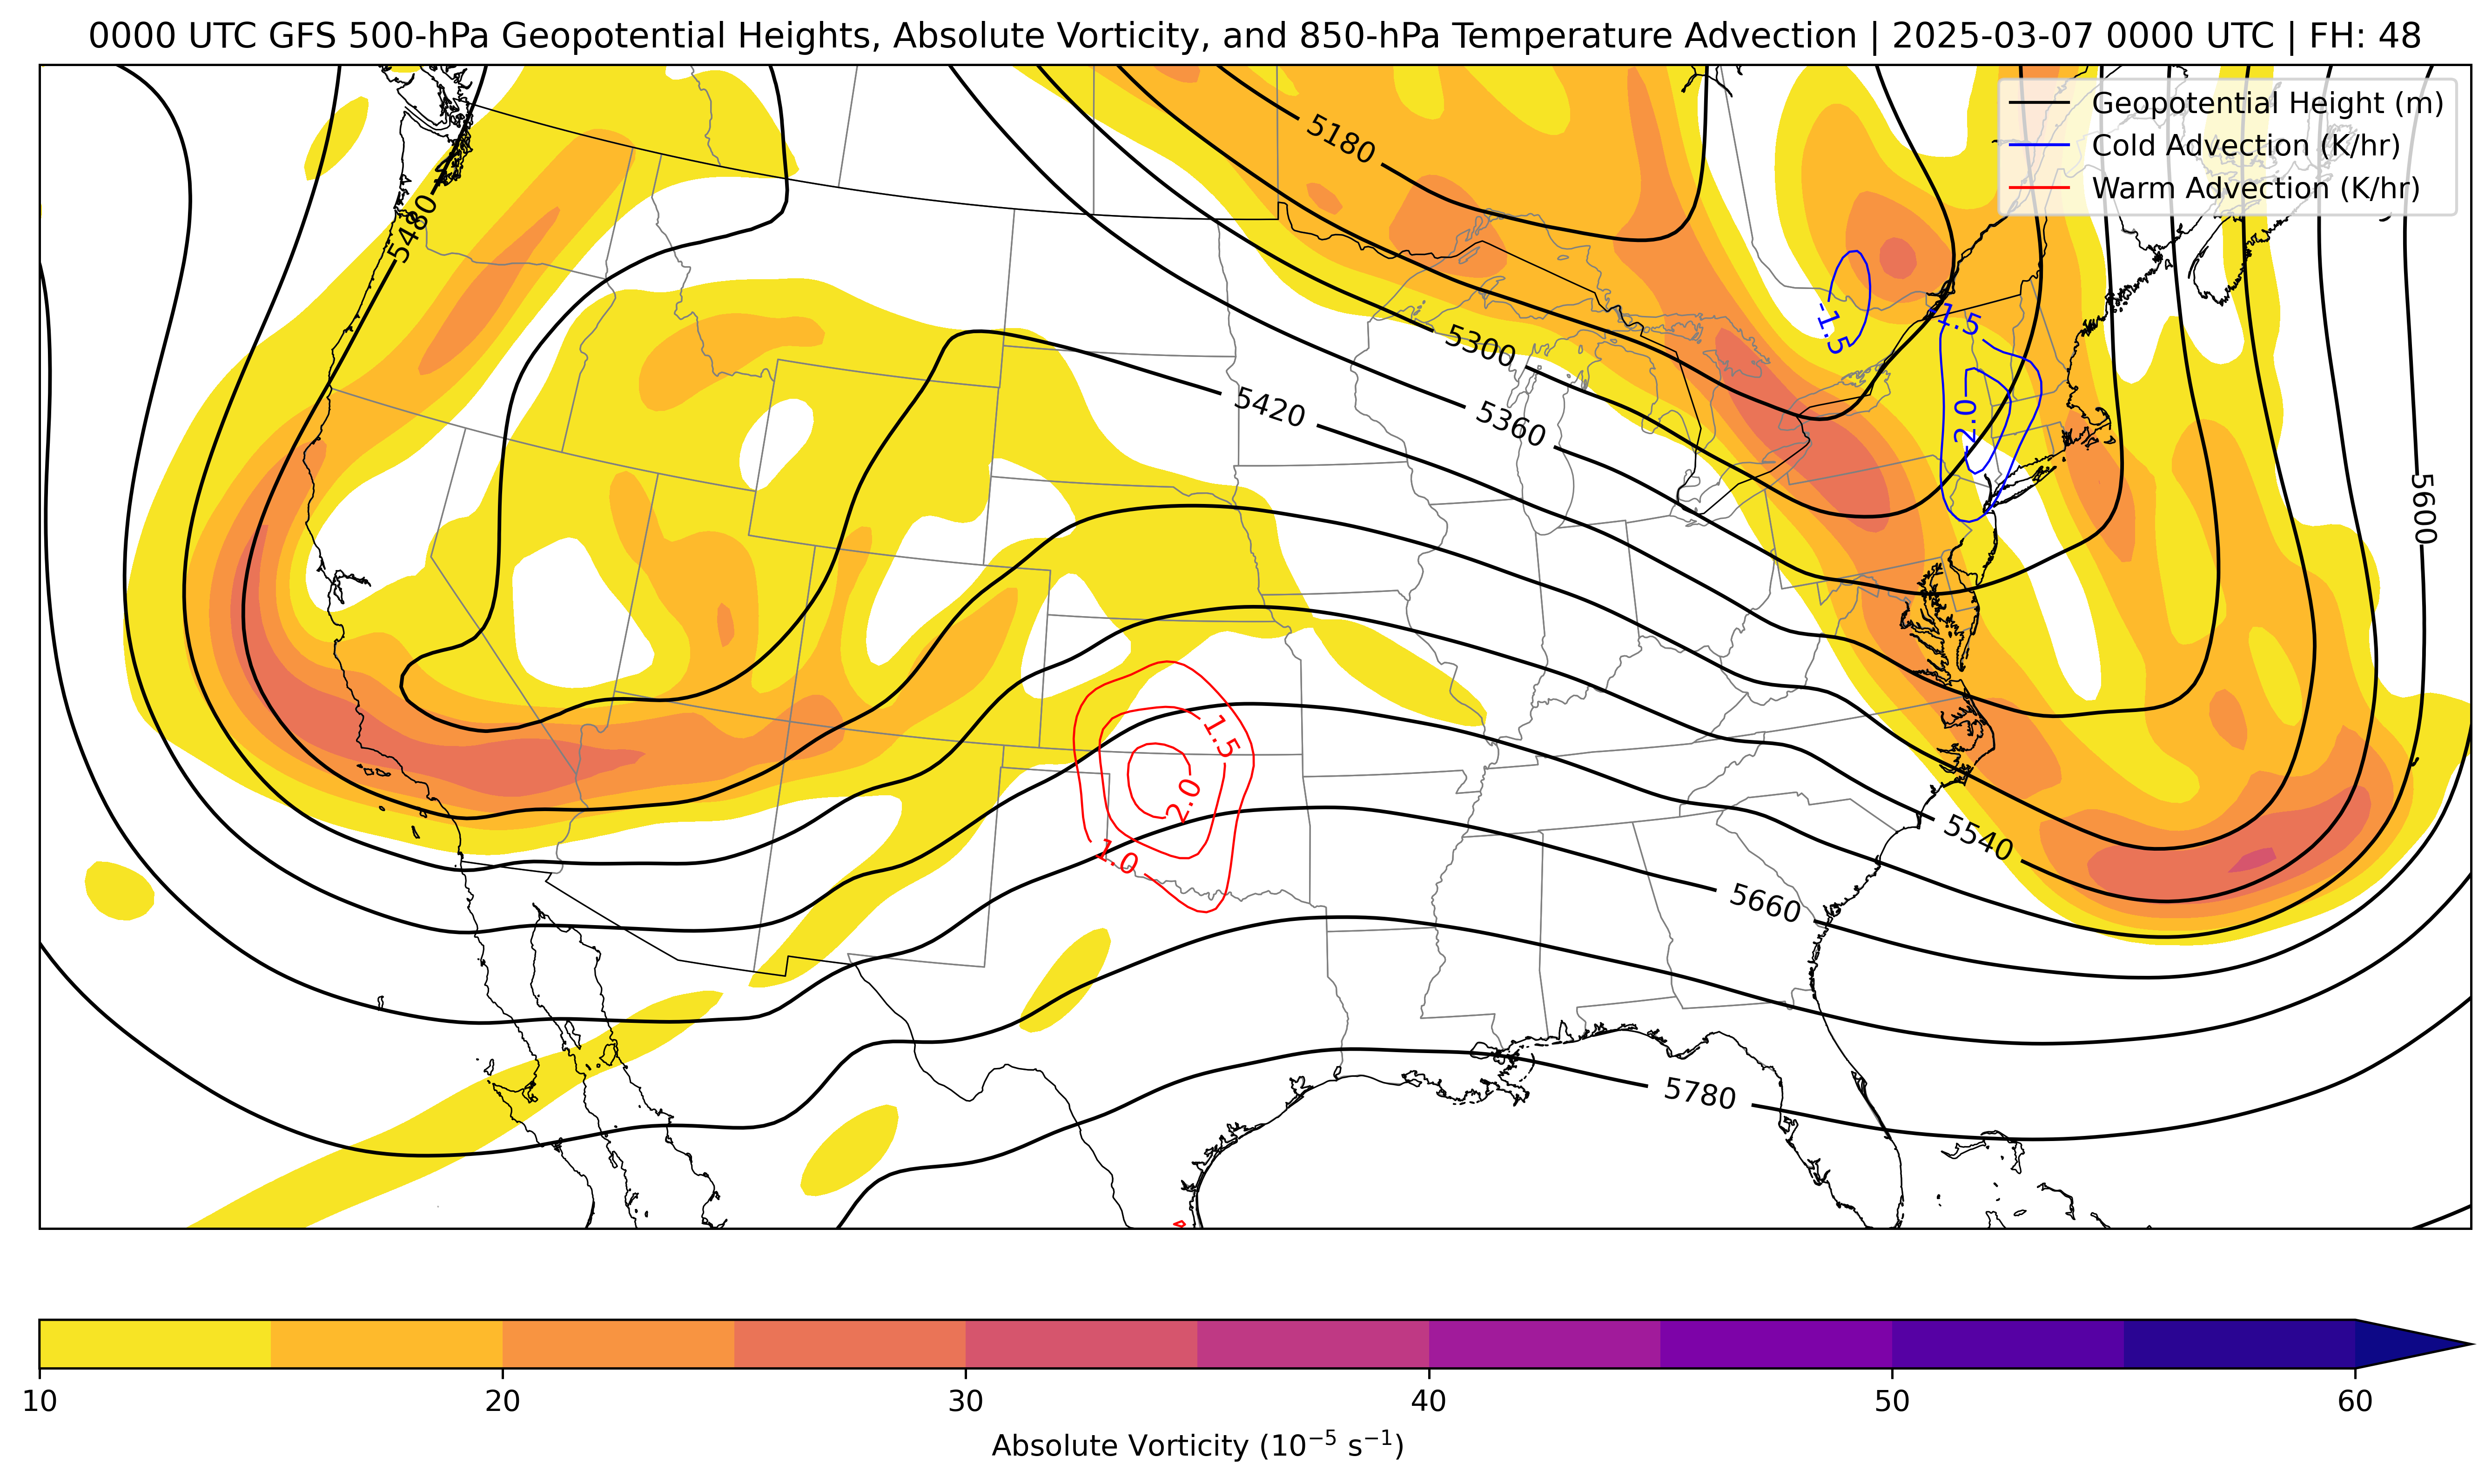 0000 UTC GFS 500-hPa Geopotential Heights, Absolute Vorticity, and 850-hPa Temperature Advection | 2025-03-07 0000 UTC | FH: 48
Geopotential Height (m)
Cold Advection (K/hr)
Warm Advection (K/hr)
5180
5480
-1.5
-1.5
5300
5420
5360
-2.0
5600
1.5
2.0
1.0
5540
5660
5780
10 20 30 40 50 60
Absolute Vorticity (10⁻⁵ s⁻¹)